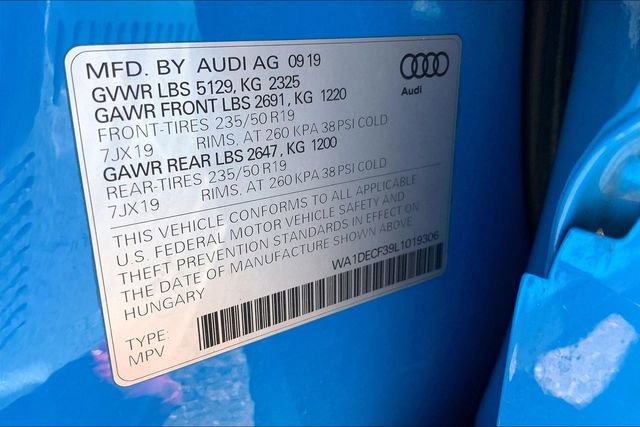 MFD. BY AUDI AG 09 19
GVWR LBS 5129, KG 2325
GAWR FRONT LBS 2691, KG 1220
FRONT-TIRES 235/50 R19
7JX19 RIMS. AT 260 KPA 38 PSI COLD
GAWR REAR LBS 2647, KG 1200
REAR-TIRES 235/50 R19
7JX19 RIMS. AT 260 KPA 38 PSI COLD
THIS VEHICLE CONFORMS TO ALL APPLICABLE
U.S. FEDERAL MOTOR VEHICLE SAFETY AND
THEFT PREVENTION STANDARDS IN EFFECT ON
THE DATE OF MANUFACTURE SHOWN ABOVE
HUNGARY
WA1DECF39L1019306
TYPE:
MPV
Audi